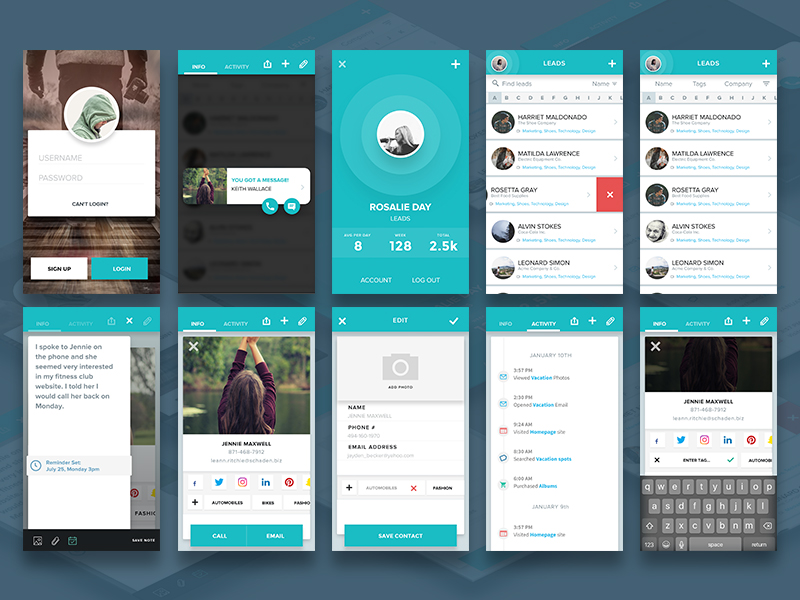 USERNAME
PASSWORD
CAN'T LOGIN?
SIGN UP
LOGIN
INFO
ACTIVITY
YOU GOT A MESSAGE!
KEITH WALLACE
ROSALIE DAY
LEADS
AVG PER DAY
WEEK
TOTAL
8
128
2.5k
ACCOUNT
LOG OUT
LEADS
Find leads
Name
A B C D E F G H I J K L
HARRIET MALDONADO
The Shoe Company
Marketing, Shoes, Technology, Design
MATILDA LAWRENCE
Electro Equipment Co.
Marketing, Shoes, Technology, Design
ROSETTA GRAY
Best Food Supplies
Marketing, Shoes, Technology, Design
ALVIN STOKES
Coca-Cola Inc.
Marketing, Shoes, Technology, Design
LEONARD SIMON
Acme Company & Co.
Marketing, Shoes, Technology, Design
LEADS
Name
Tags
Company
A B C D E F G H I J K L
HARRIET MALDONADO
The Shoe Company
Marketing, Shoes, Technology, Design
MATILDA LAWRENCE
Electro Equipment Co.
Marketing, Shoes, Technology, Design
ROSETTA GRAY
Best Food Supplies
Marketing, Shoes, Technology, Design
ALVIN STOKES
Coca-Cola Inc.
Marketing, Shoes, Technology, Design
LEONARD SIMON
Acme Company & Co.
Marketing, Shoes, Technology, Design
INFO
ACTIVITY
I spoke to Jennie on
the phone and she
seemed very interested
in my fitness club
website. I told her I
would call her back on
Monday.
Reminder Set:
July 25, Monday 3pm
FASHION
SAVE NOTE
INFO
ACTIVITY
JENNIE MAXWELL
871-468-7912
leann.ritchie@schaden.biz
AUTOMOBILES
BIKES
FASHIO
CALL
EMAIL
EDIT
ADD PHOTO
NAME
JENNIE MAXWELL
PHONE #
EMAIL ADDRESS
AUTOMOBILES
FASHION
SAVE CONTACT
INFO
ACTIVITY
JANUARY 10TH
3:57 PM
Viewed Vacation Photos
2:30 PM
Opened Vacation Email
9:24 AM
Visited Homepage site
8:30 AM
Searched Vacation spots
6:00 AM
Purchased Albums
JANUARY 9TH
3:57 PM
Visited Homepage site
INFO
ACTIVITY
JENNIE MAXWELL
871-468-7912
leann.ritchie@schaden.biz
ENTER TAG...
AUTOMOBI
q w e r t y u i o p
a s d f g h j k l
z x c v b n m
123
space
return